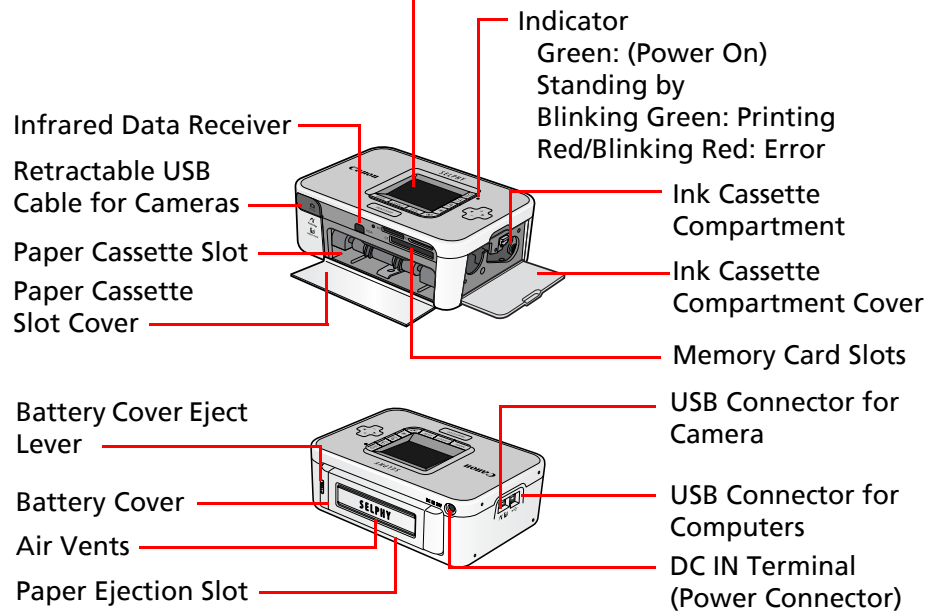 Indicator
Green: (Power On)
Standing by
Blinking Green: Printing
Red/Blinking Red: Error
Infrared Data Receiver
Retractable USB
Cable for Cameras
Paper Cassette Slot
Paper Cassette
Slot Cover
Canon
SELPHY
Ink Cassette
Compartment
Ink Cassette
Compartment Cover
Memory Card Slots
Battery Cover Eject
Lever
Battery Cover
Air Vents
Paper Ejection Slot
SELPHY
Canon
SELPHY
USB Connector for
Camera
USB Connector for
Computers
DC IN Terminal
(Power Connector)